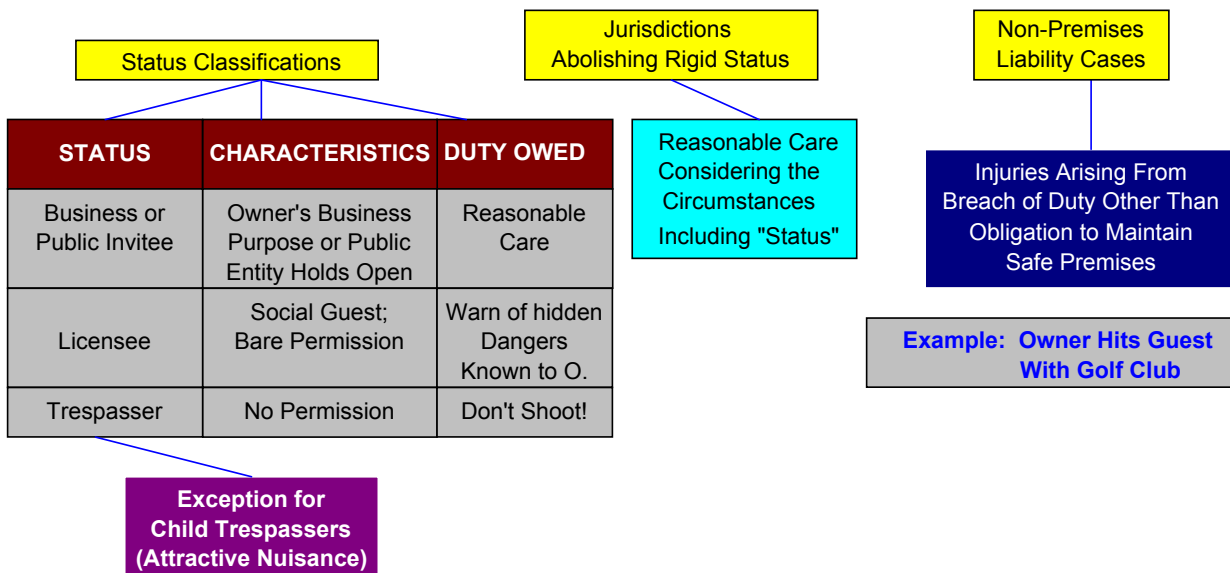 Status Classifications
STATUS
CHARACTERISTICS
DUTY OWED
Business or
Public Invitee
Owner's Business
Purpose or Public
Entity Holds Open
Reasonable
Care
Licensee
Social Guest;
Bare Permission
Warn of hidden
Dangers
Known to O.
Trespasser
No Permission
Don't Shoot!
Exception for
Child Trespassers
(Attractive Nuisance)
Jurisdictions
Abolishing Rigid Status
Reasonable Care
Considering the
Circumstances
Including "Status"
Non-Premises
Liability Cases
Injuries Arising From
Breach of Duty Other Than
Obligation to Maintain
Safe Premises
Example: Owner Hits Guest
With Golf Club